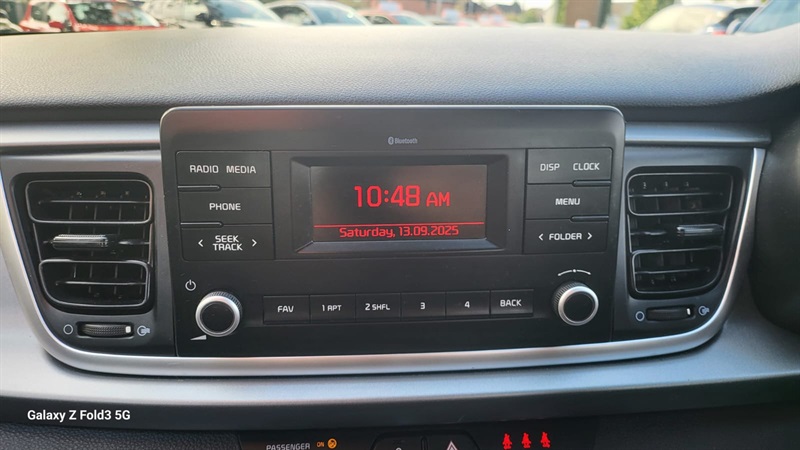 Bluetooth
RADIO MEDIA
PHONE
< SEEK >
TRACK
10:48 AM
Saturday, 13.09.2025
DISP CLOCK
MENU
< FOLDER >
FAV 1 RPT 2 SHFL 3 4 BACK
Galaxy Z Fold3 5G
PASSENGER ON